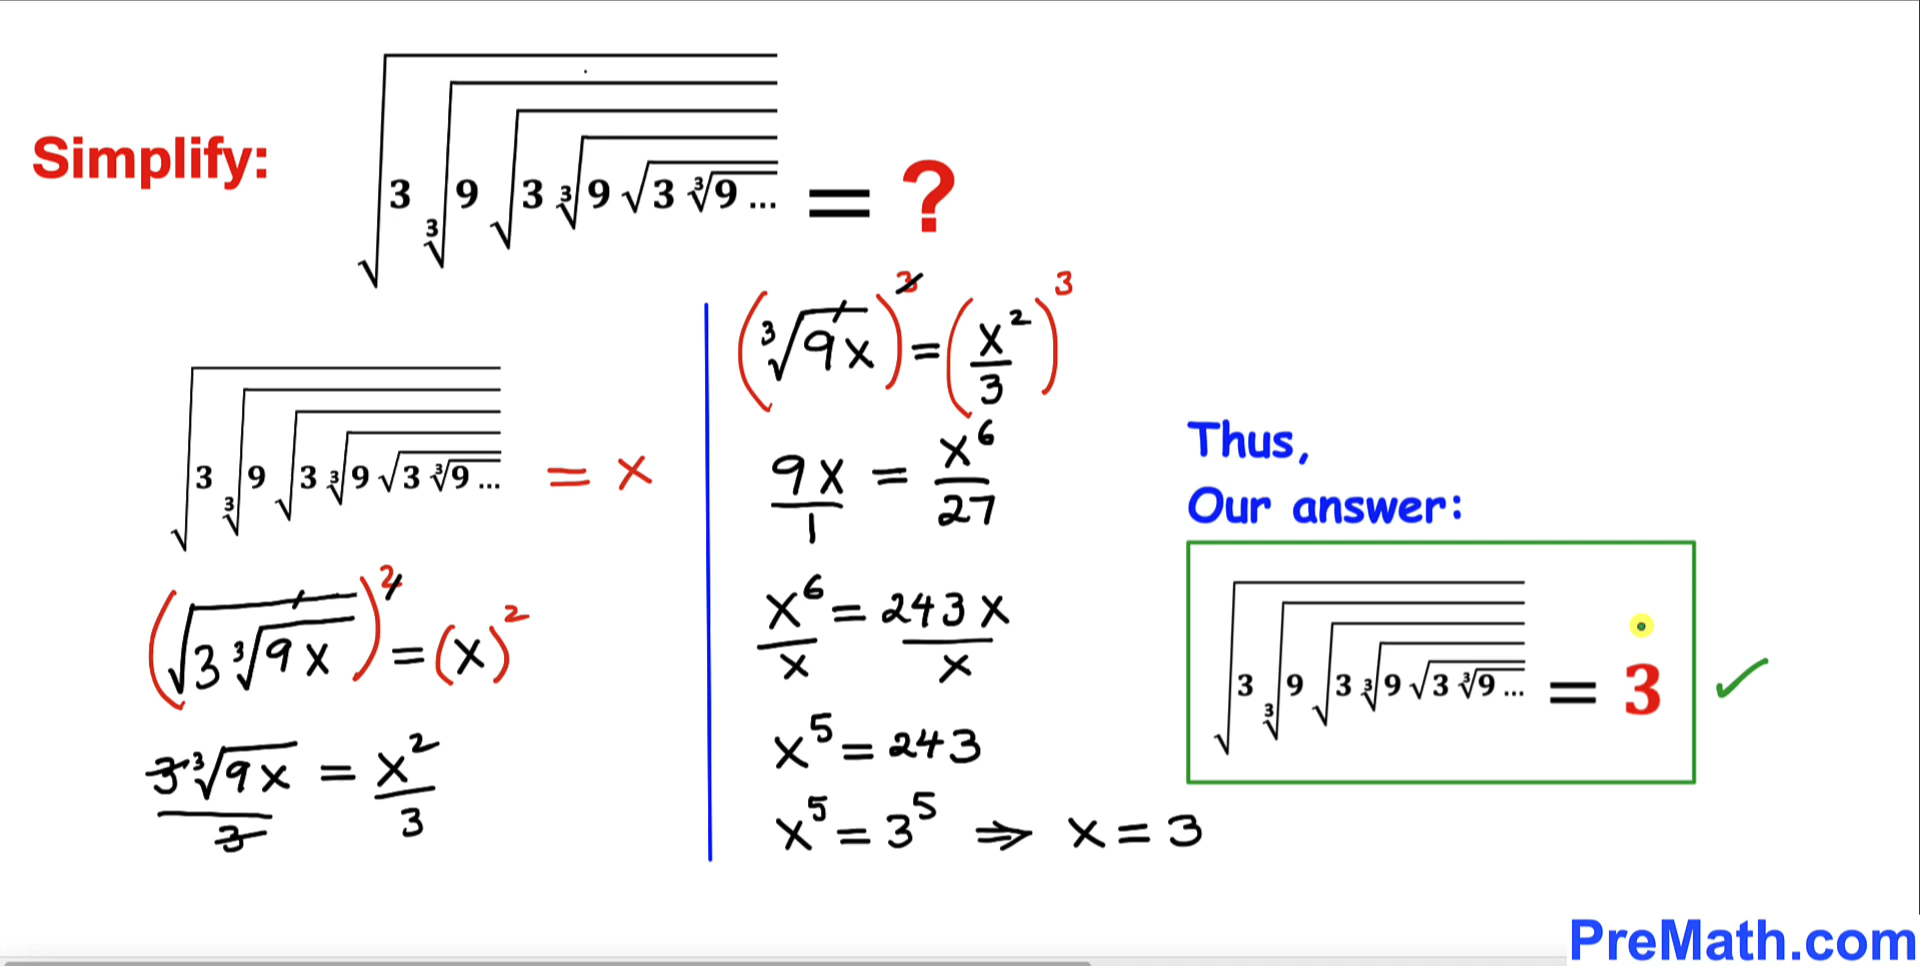 Simplify: √(3 ∛(9 √(3 ∛(9 √(3 ∛(9 ...)))))) = ?
√(3 ∛(9 √(3 ∛(9 √(3 ∛(9 ...)))))) = x
(√(3 ∛(9x)))² = (x)²
3∛(9x)/3 = x²/3
(∛(9x))³ = (x²/3)³
9x/1 = x⁶/27
x⁶/x = 243x/x
x⁵ = 243
x⁵ = 3⁵ ⇒ x = 3
Thus,
Our answer:
√(3 ∛(9 √(3 ∛(9 √(3 ∛(9 ...)))))) = 3 ✓
PreMath.com